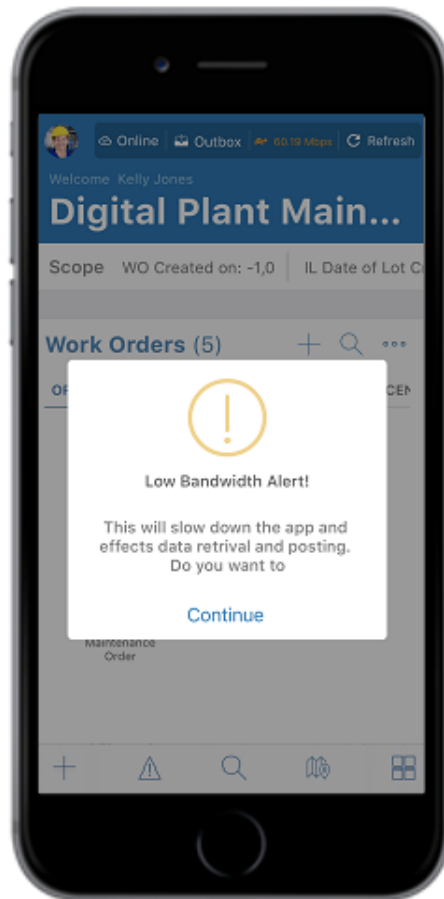 Online Outbox 60.19 Mbps Refresh
Welcome Kelly Jones
Digital Plant Main...
Scope WO Created on: -1,0 IL Date of Lot
Work Orders (5)
Low Bandwidth Alert!
This will slow down the app and
effects data retrival and posting.
Do you want to
Continue
Maintenance
Order